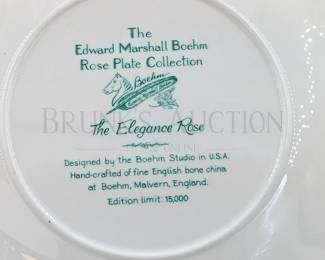 The
Edward Marshall Boehm
Rose Plate Collection
Boehm
BRUNKS AUCTION
The Elegance Rose
ONLINE
Designed by the Boehm Studio in U.S.A.
Hand-crafted of fine English bone china
at Boehm, Malvern, England.
Edition limit: 15,000